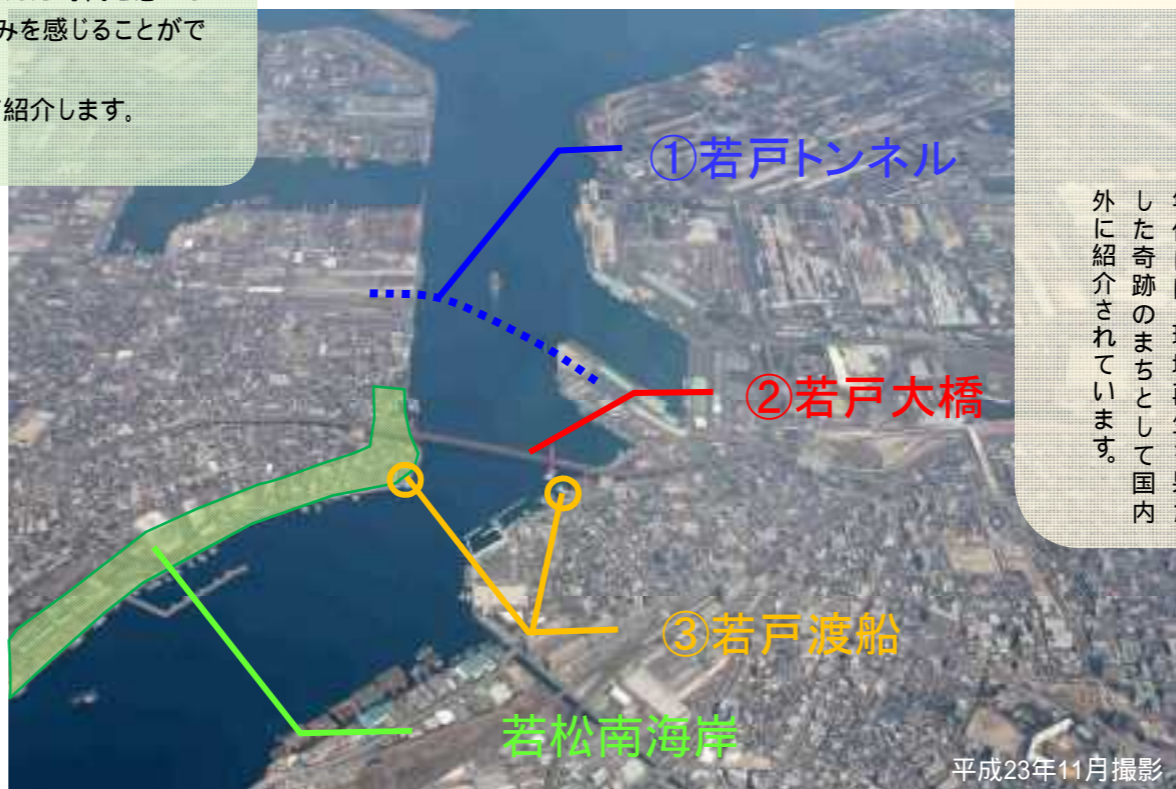 みを感じることがで
紹介します。
①若戸トンネル
②若戸大橋
③若戸渡船
若松南海岸
平成23年11月撮影
した奇跡のまちとして国内
外に紹介されています。